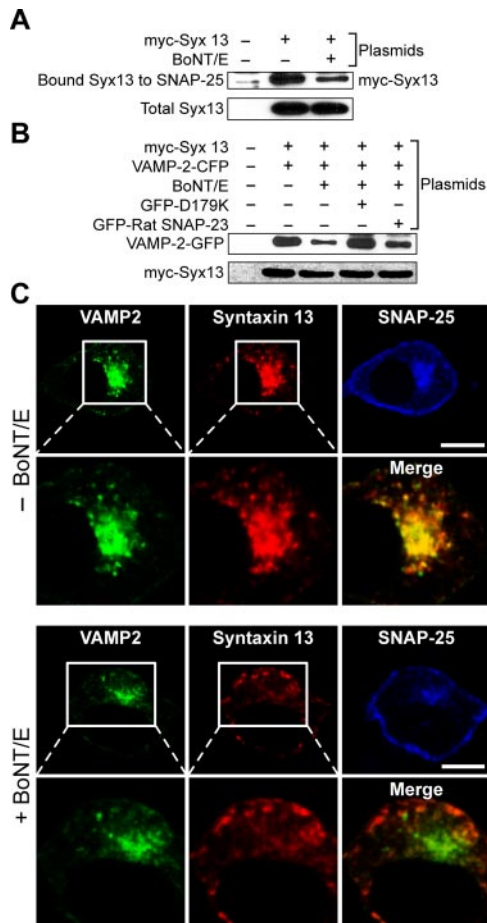 A
myc-Syx 13 – + +
BoNT/E – – +
Plasmids
Bound Syx13 to SNAP-25 myc-Syx13
Total Syx13
B
myc-Syx 13 – + + + +
VAMP-2-CFP – + + + +
BoNT/E – – + + +
GFP-D179K – – – + –
GFP-Rat SNAP-23 – – – – +
Plasmids
VAMP-2-GFP
myc-Syx13
C
VAMP2 Syntaxin 13 SNAP-25
– BoNT/E
Merge
VAMP2 Syntaxin 13 SNAP-25
+ BoNT/E
Merge